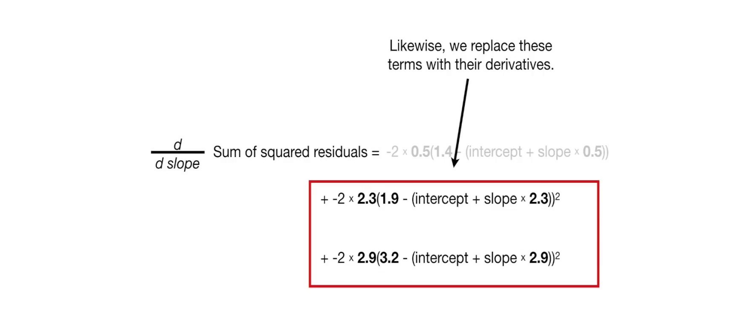 Likewise, we replace these
terms with their derivatives.
d
d slope
Sum of squared residuals = -2 × 0.5(1.4 - (intercept + slope × 0.5))
+ -2 × 2.3(1.9 - (intercept + slope × 2.3))²
+ -2 × 2.9(3.2 - (intercept + slope × 2.9))²